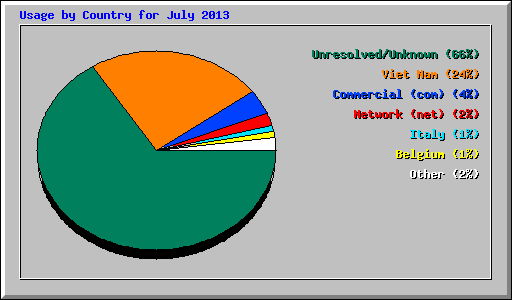 Usage by Country for July 2013
Unresolved/Unknown (66%)
Viet Nam (24%)
Commercial (com) (4%)
Network (net) (2%)
Italy (1%)
Belgium (1%)
Other (2%)